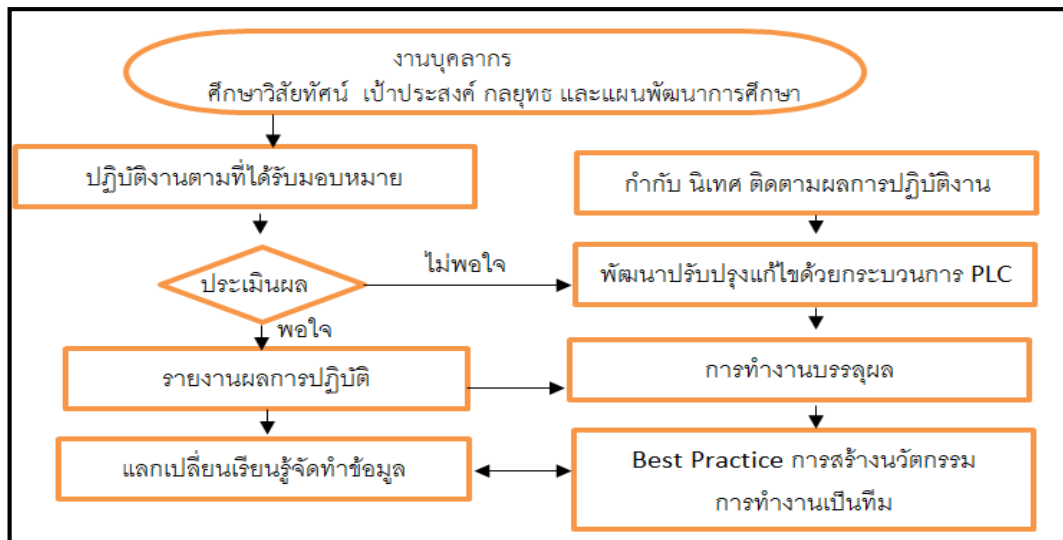 งานบุคลากร
ศึกษาวิสัยทัศน์ เป้าประสงค์ กลยุทธ และแผนพัฒนาการศึกษา
ปฏิบัติงานตามที่ได้รับมอบหมาย
กำกับ นิเทศ ติดตามผลการปฏิบัติงาน
ไม่พอใจ
ประเมินผล
พัฒนาปรับปรุงแก้ไขด้วยกระบวนการ PLC
พอใจ
รายงานผลการปฏิบัติ
การทำงานบรรลุผล
แลกเปลี่ยนเรียนรู้จัดทำข้อมูล
Best Practice การสร้างนวัตกรรม
การทำงานเป็นทีม